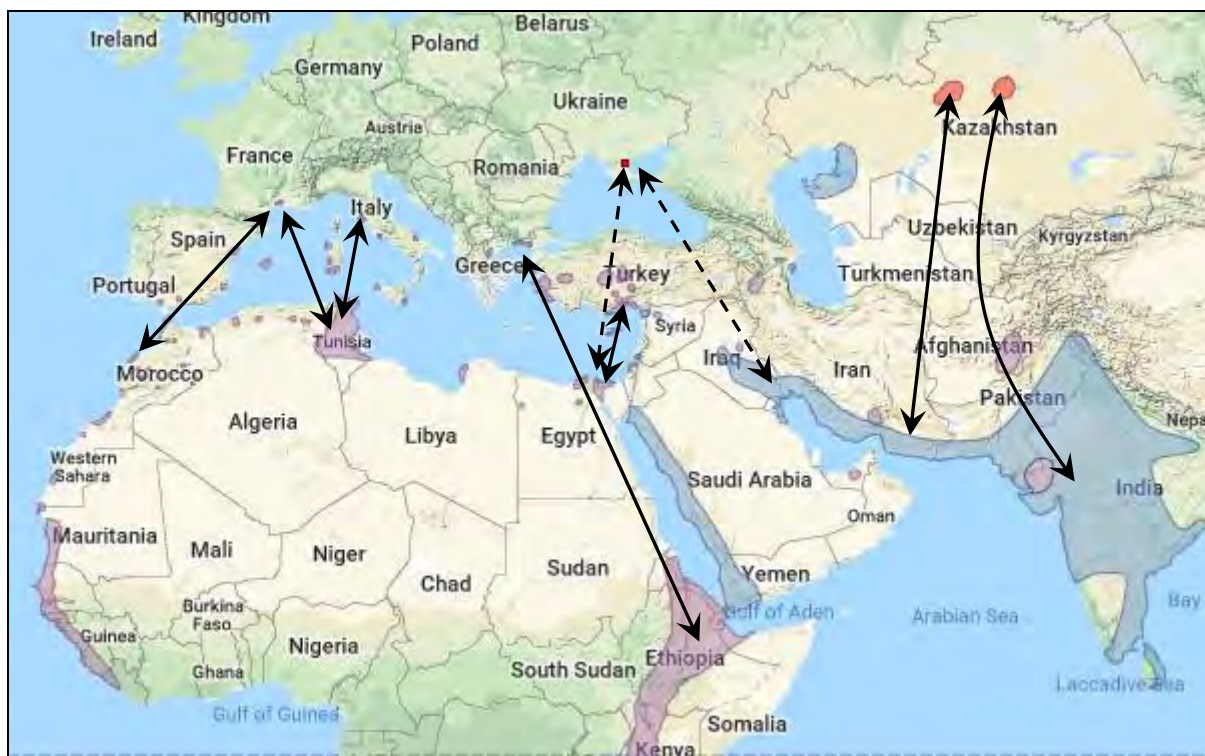 Kingdom
Belarus
Ireland
Poland
Germany
Ukraine
Kazakhstan
Austria
France
Romania
Italy
Uzbekistan
Kyrgyzstan
Spain
Greece
Turkey
Turkmenistan
Portugal
Syria
Tunisia
Iraq
Afghanistan
Iran
Morocco
Pakistan
Algeria
Libya
Egypt
Nepa
Western
Sahara
Saudi Arabia
India
Oman
Mauritania
Mali
Niger
Sudan
Chad
Yemen
Burkina
Faso
Gulf of Aden
Arabian Sea
Bay
Guinea
Nigeria
Ghana
South Sudan
Ethiopia
Laccadive Sea
Gulf of Guinea
Somalia
Kenya